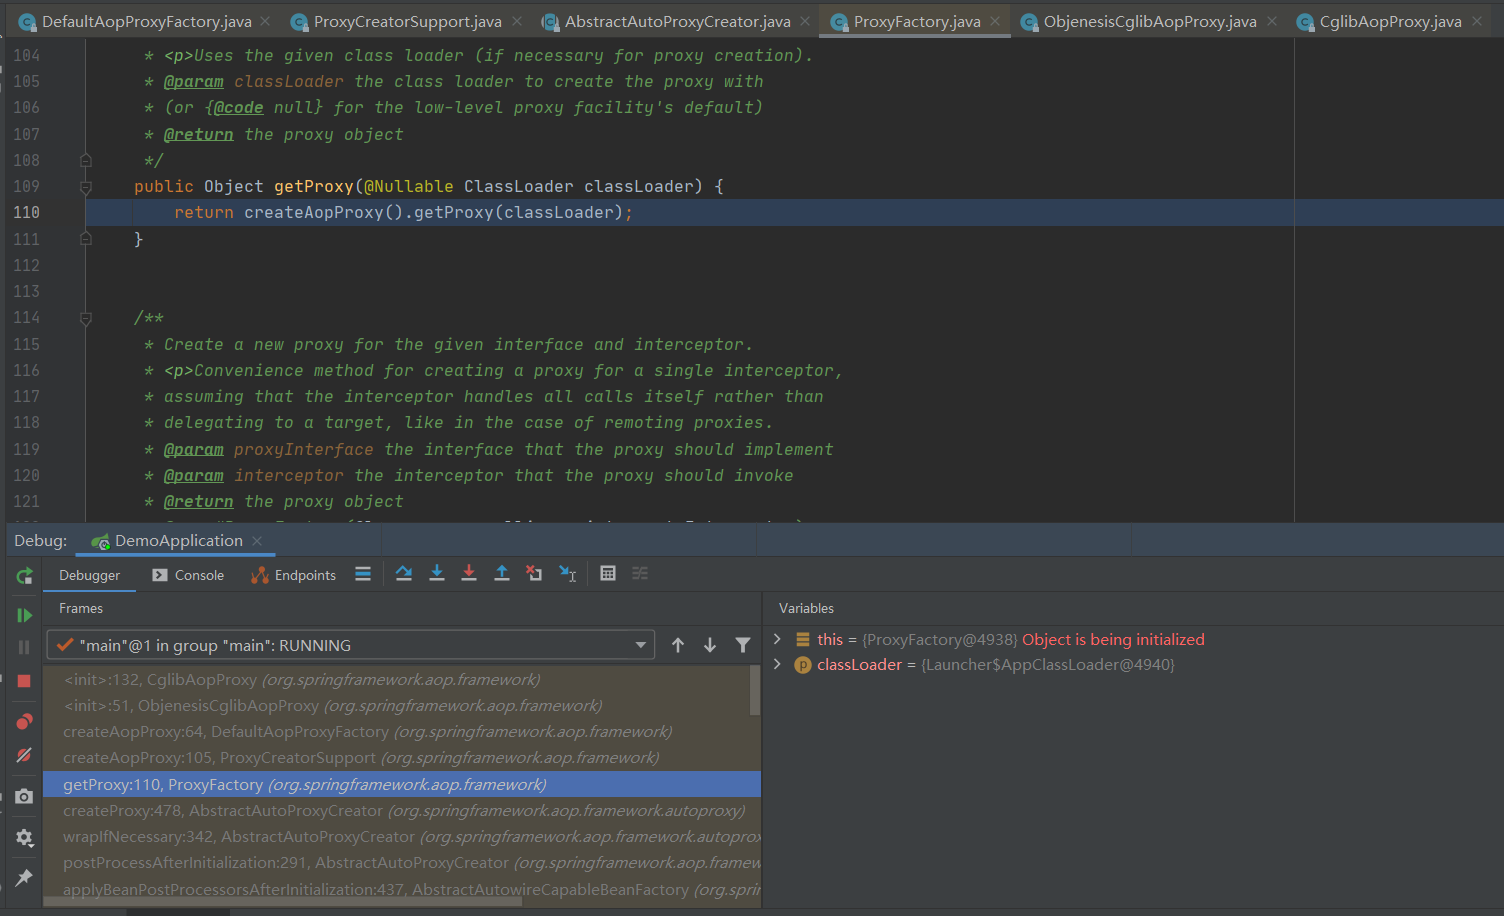 DefaultAopProxyFactory.java
ProxyCreatorSupport.java
AbstractAutoProxyCreator.java
ProxyFactory.java
ObjenesisCglibAopProxy.java
CglibAopProxy.java
104 * <p>Uses the given class loader (if necessary for proxy creation).
105 * @param classLoader the class loader to create the proxy with
106 * (or {@code null} for the low-level proxy facility's default)
107 * @return the proxy object
108 */
109 public Object getProxy(@Nullable ClassLoader classLoader) {
110 return createAopProxy().getProxy(classLoader);
111 }
112
113
114 /**
115 * Create a new proxy for the given interface and interceptor.
116 * <p>Convenience method for creating a proxy for a single interceptor,
117 * assuming that the interceptor handles all calls itself rather than
118 * delegating to a target, like in the case of remoting proxies.
119 * @param proxyInterface the interface that the proxy should implement
120 * @param interceptor the interceptor that the proxy should invoke
121 * @return the proxy object
Debug: DemoApplication
Debugger Console Endpoints
Frames
"main"@1 in group "main": RUNNING
<init>:132, CglibAopProxy (org.springframework.aop.framework)
<init>:51, ObjenesisCglibAopProxy (org.springframework.aop.framework)
createAopProxy:64, DefaultAopProxyFactory (org.springframework.aop.framework)
createAopProxy:105, ProxyCreatorSupport (org.springframework.aop.framework)
getProxy:110, ProxyFactory (org.springframework.aop.framework)
createProxy:478, AbstractAutoProxyCreator (org.springframework.aop.framework.autoproxy)
wrapIfNecessary:342, AbstractAutoProxyCreator (org.springframework.aop.framework.autoprox
postProcessAfterInitialization:291, AbstractAutoProxyCreator (org.springframework.aop.framew
applyBeanPostProcessorsAfterInitialization:437, AbstractAutowireCapableBeanFactory (org.sprin
Variables
this = {ProxyFactory@4938} Object is being initialized
classLoader = {Launcher$AppClassLoader@4940}